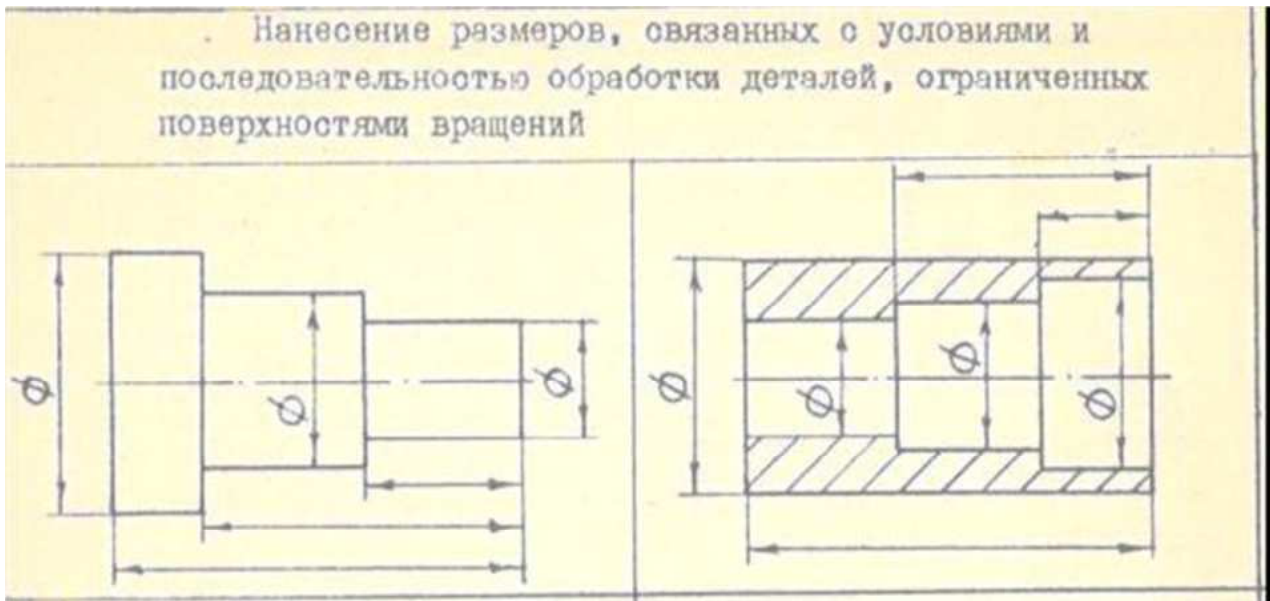 Нанесение размеров, связанных с условиями и
последовательностью обработки деталей, ограниченных
поверхностями вращений
Ø Ø Ø Ø Ø Ø Ø